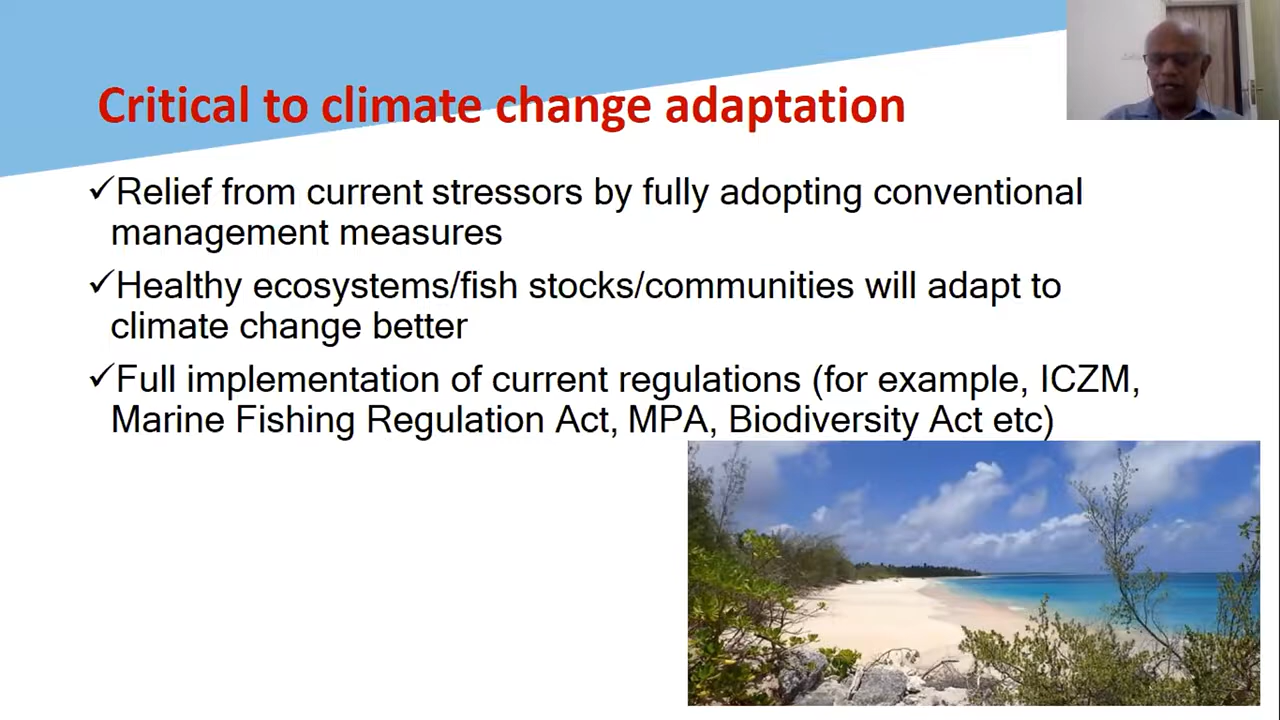 Critical to climate change adaptation
✓Relief from current stressors by fully adopting conventional
management measures
✓Healthy ecosystems/fish stocks/communities will adapt to
climate change better
✓Full implementation of current regulations (for example, ICZM,
Marine Fishing Regulation Act, MPA, Biodiversity Act etc)